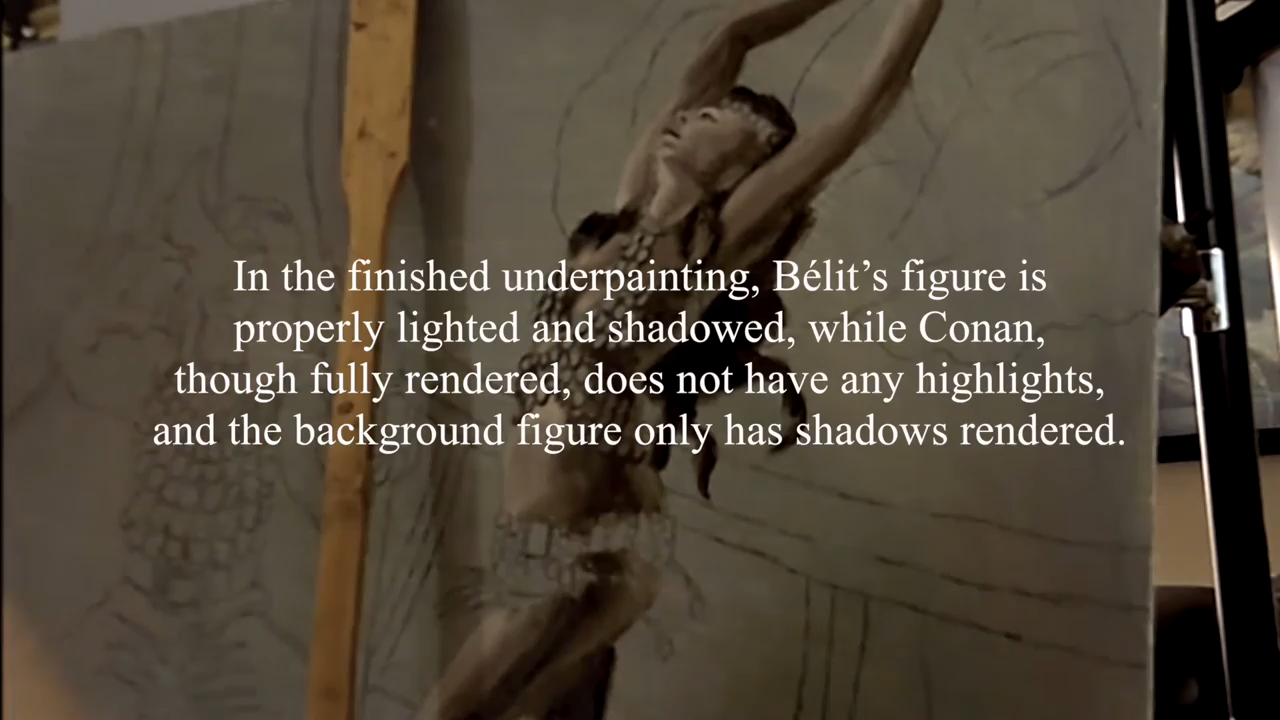 In the finished underpainting, Bélit’s figure is
properly lighted and shadowed, while Conan,
though fully rendered, does not have any highlights,
and the background figure only has shadows rendered.